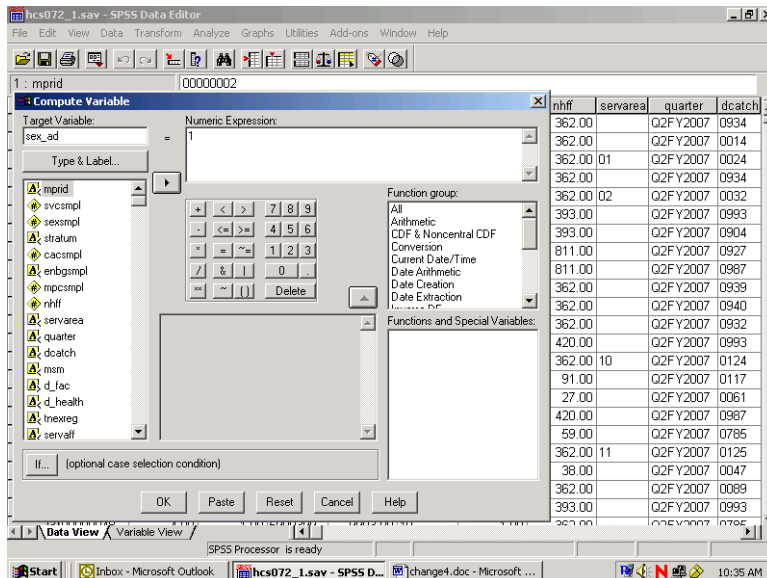 hcs072_1.sav - SPSS Data Editor
File Edit View Data Transform Analyze Graphs Utilities Add-ons Window Help
1 : mprid 00000002
Compute Variable
Target Variable:
sex_ad
=
Numeric Expression:
1
Type & Label...
mprid
svcsmpl
sexsmpl
stratum
cacsmpl
enbgsmpl
mpcsmpl
nhff
servarea
quarter
dcatch
msm
d_fac
d_health
tnexreg
servaff
+ < > 7 8 9
- <= >= 4 5 6
* = ~= 1 2 3
/ & | 0 .
** ~ () Delete
Function group:
All
Arithmetic
CDF & Noncentral CDF
Conversion
Current Date/Time
Date Arithmetic
Date Creation
Date Extraction
Functions and Special Variables:
If... (optional case selection condition)
OK Paste Reset Cancel Help
nhff servarea quarter dcatch
362.00 Q2FY2007 0934
362.00 Q2FY2007 0014
362.00 01 Q2FY2007 0024
362.00 Q2FY2007 0934
362.00 02 Q2FY2007 0032
393.00 Q2FY2007 0993
393.00 Q2FY2007 0904
811.00 Q2FY2007 0927
811.00 Q2FY2007 0987
362.00 Q2FY2007 0939
362.00 Q2FY2007 0940
362.00 Q2FY2007 0932
420.00 Q2FY2007 0993
362.00 10 Q2FY2007 0124
91.00 Q2FY2007 0117
27.00 Q2FY2007 0061
420.00 Q2FY2007 0987
59.00 Q2FY2007 0785
362.00 11 Q2FY2007 0125
38.00 Q2FY2007 0047
362.00 Q2FY2007 0089
393.00 Q2FY2007 0993
Data View Variable View
SPSS Processor is ready
Start Inbox - Microsoft Outlook hcs072_1.sav - SPSS D... change4.doc - Microsoft ... 10:35 AM